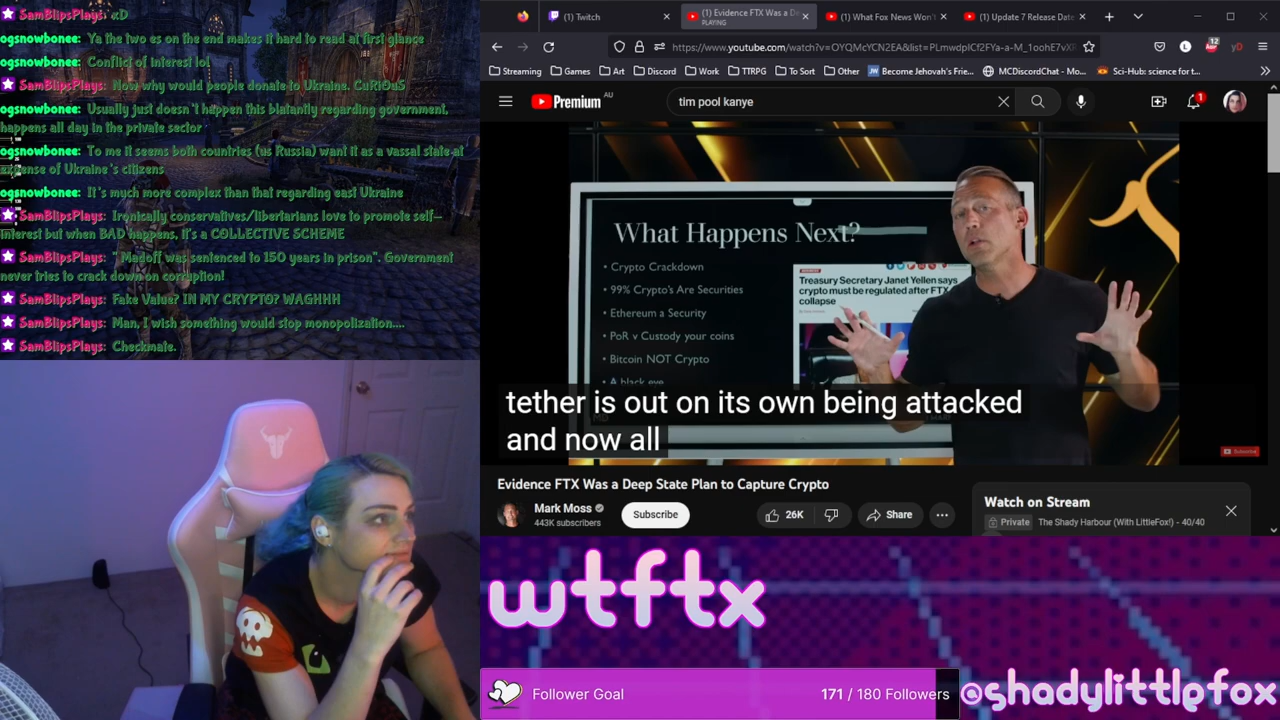 SamBlipsPlays: xD
ogsnowbonee: Ya the two es on the end makes it hard to read at first glance
ogsnowbonee: Conflict of interest lol
SamBlipsPlays: Now why would people donate to Ukraine. CuRiOuS
ogsnowbonee: Usually just doesn't happen this blatantly regarding government,
happens all day in the private sector
ogsnowbonee: To me it seems both countries (us Russia) want it as a vassal state at
expense of Ukraine's citizens
ogsnowbonee: It's much more complex than that regarding east Ukraine
SamBlipsPlays: Ironically conservatives/libertarians love to promote self-
interest but when BAD happens, it's a COLLECTIVE SCHEME
SamBlipsPlays: " Madoff was sentenced to 150 years in prison". Government
never tries to crack down on corruption!
SamBlipsPlays: Fake Value? IN MY CRYPTO? WAGHHH
SamBlipsPlays: Man, I wish something would stop monopolization....
SamBlipsPlays: Checkmate.
(1) Twitch
(1) Evidence FTX Was a De
PLAYING
(1) What Fox News Won't
(1) Update 7 Release Date
https://www.youtube.com/watch?v=OYQMcYCN2EA&list=PLmwdpICf2FYa-a-M_1oohE7vX
12
Streaming
Games
Art
Discord
Work
TTRPG
To Sort
Other
Become Jehovah's Frie...
MCDiscordChat - Mo...
Sci-Hub: science for t...
Premium AU
tim pool kanye
1
What Happens Next?
• Crypto Crackdown
• 99% Crypto's Are Securities
• Ethereum a Security
• PoR v Custody your coins
• Bitcoin NOT Crypto
• A black eye
Treasury Secretary Janet Yellen says
crypto must be regulated after FTX
collapse
tether is out on its own being attacked
and now all
Subscribe
Evidence FTX Was a Deep State Plan to Capture Crypto
Mark Moss
443K subscribers
Subscribe
26K
Share
Watch on Stream
Private The Shady Harbour (With LittleFox!) - 40/40
wtftx
Follower Goal
171 / 180 Followers
@shadylittlefox